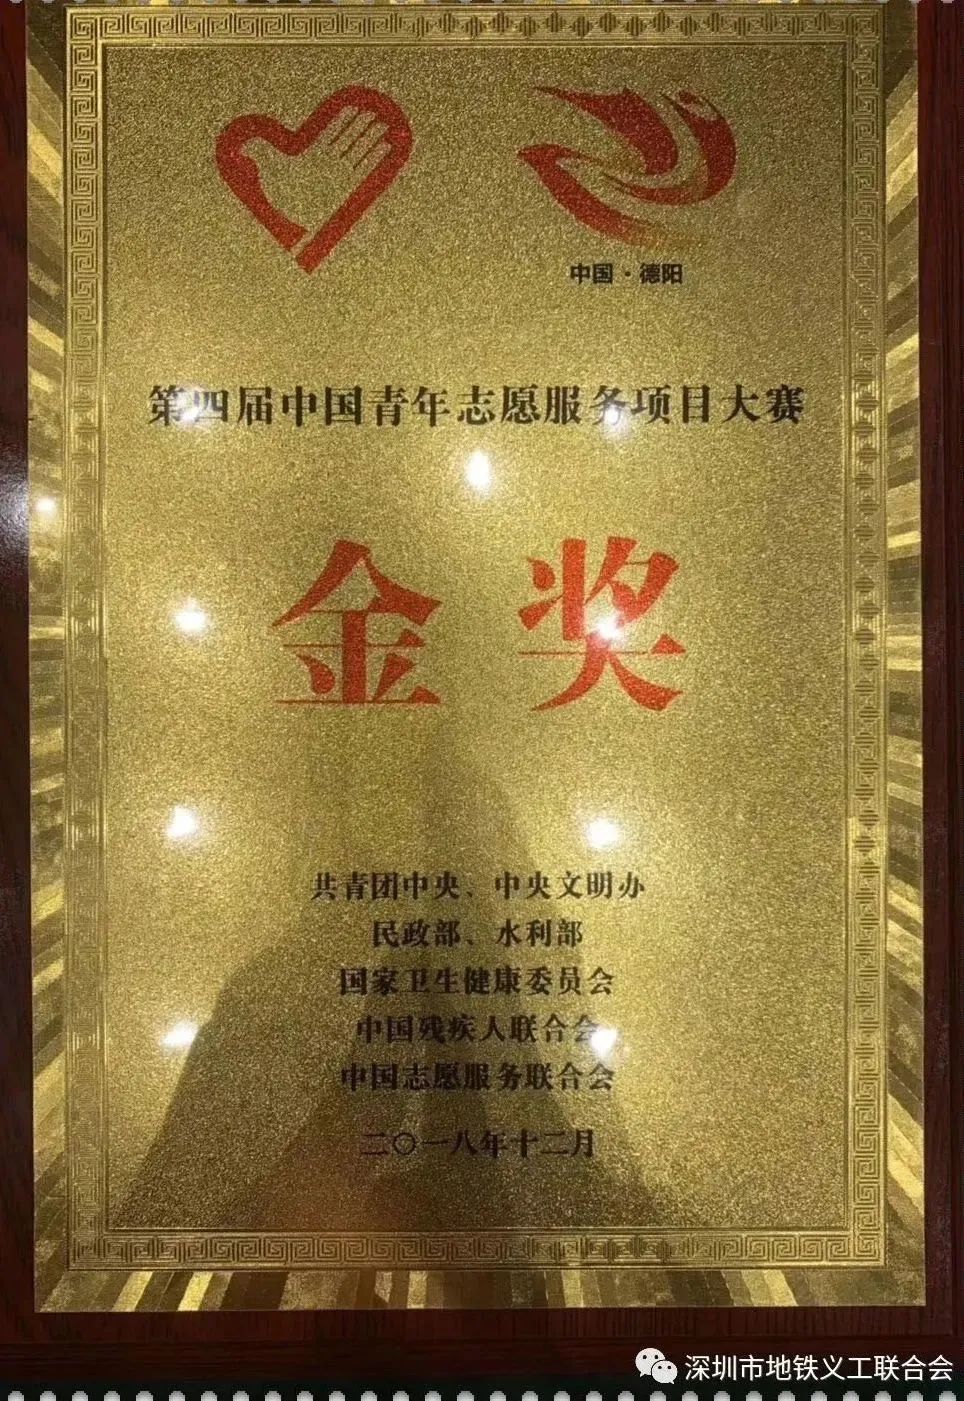 中国·德阳
第四届中国青年志愿服务项目大赛
金奖
共青团中央、中央文明办
民政部、水利部
国家卫生健康委员会
中国残疾人联合会
中国志愿服务联合会
二〇一八年十二月
深圳市地铁义工联合会